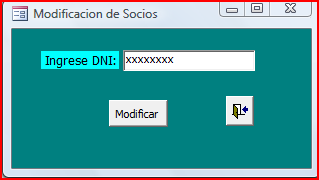 Modificacion de Socios
Ingrese DNI: xxxxxxxx
Modificar